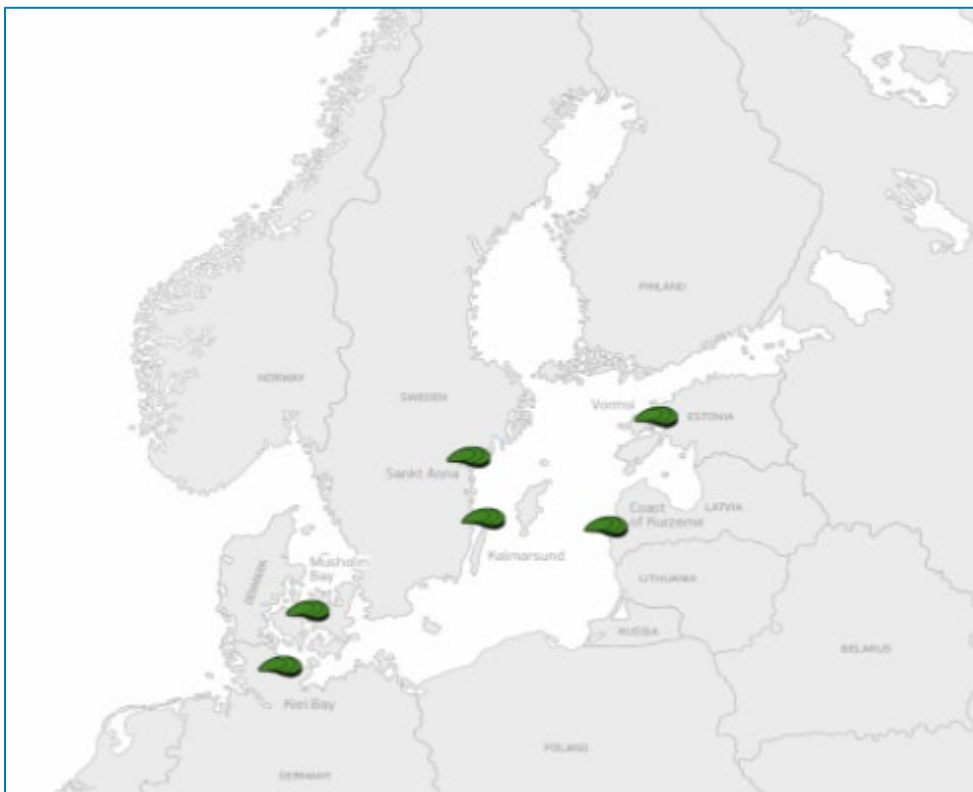 FINLAND
NORWAY
SWEDEN
Vormsi
ESTONIA
Sankt Anna
Coast
of Kurzeme
LATVIA
Kalmarsund
Musholm
Bay
DENMARK
LITHUANIA
RUSSIA
BELARUS
Kiel Bay
POLAND
GERMANY